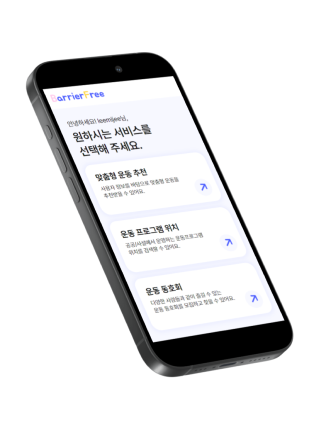 BarrierFree
안녕하세요! leemijee님,
원하시는 서비스를
선택해 주세요.
맞춤형 운동 추천
사용자 정보를 바탕으로 맞춤형 운동을
추천받을 수 있어요.
운동 프로그램 위치
공공시설에서 운영하는 운동프로그램
위치를 검색할 수 있어요.
운동 동호회
다양한 사람들과 같이 즐길 수 있는
운동 동호회를 모집하고 찾을 수 있어요.